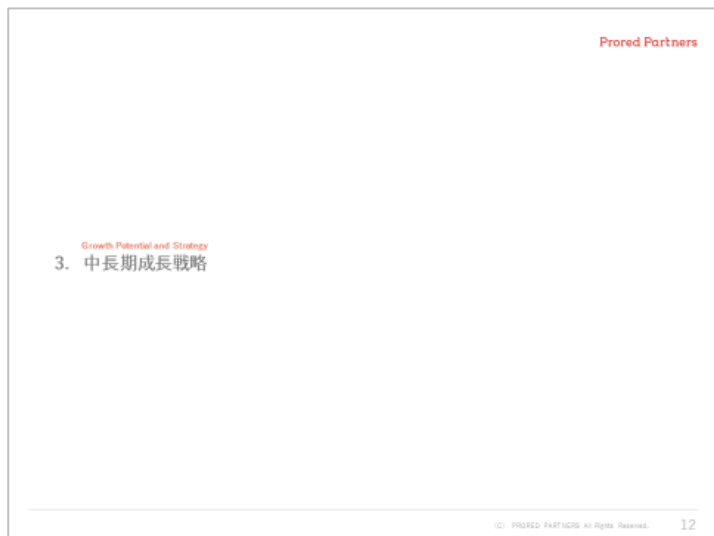 Prored Partners
Growth Potential and Strategy
3. 中長期成長戦略
(C) PRORED PARTNERS All Rights Reserved.
12